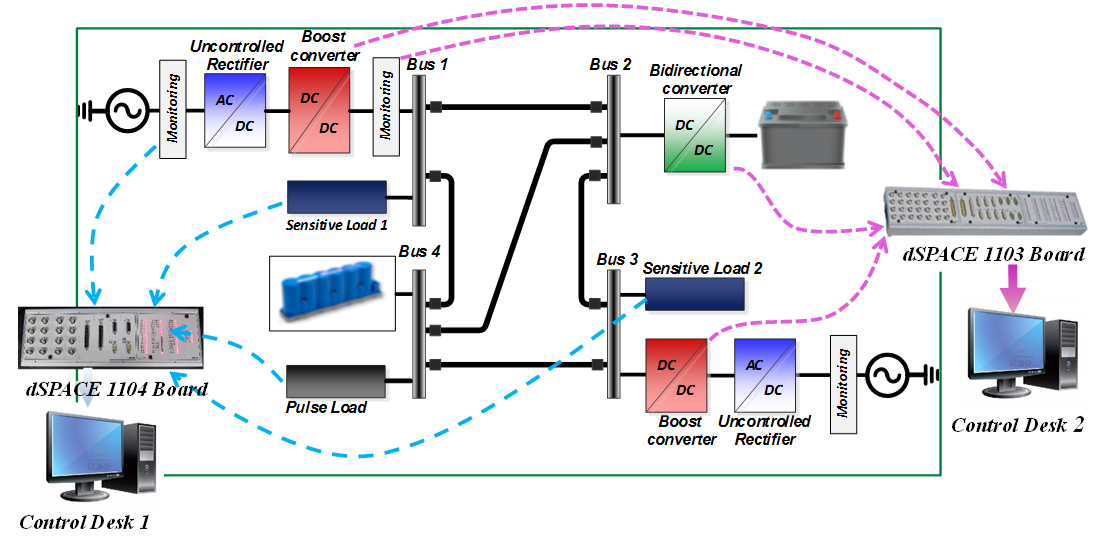 Uncontrolled
Rectifier
Boost
converter
Monitoring
AC
DC
DC
DC
Monitoring
Bus 1
Bus 2
Bidirectional
converter
DC
DC
Sensitive Load 1
dSPACE 1103 Board
Bus 4
Bus 3
Sensitive Load 2
dSPACE 1104 Board
Pulse Load
DC
DC
AC
DC
Monitoring
Boost
converter
Uncontrolled
Rectifier
Control Desk 2
Control Desk 1